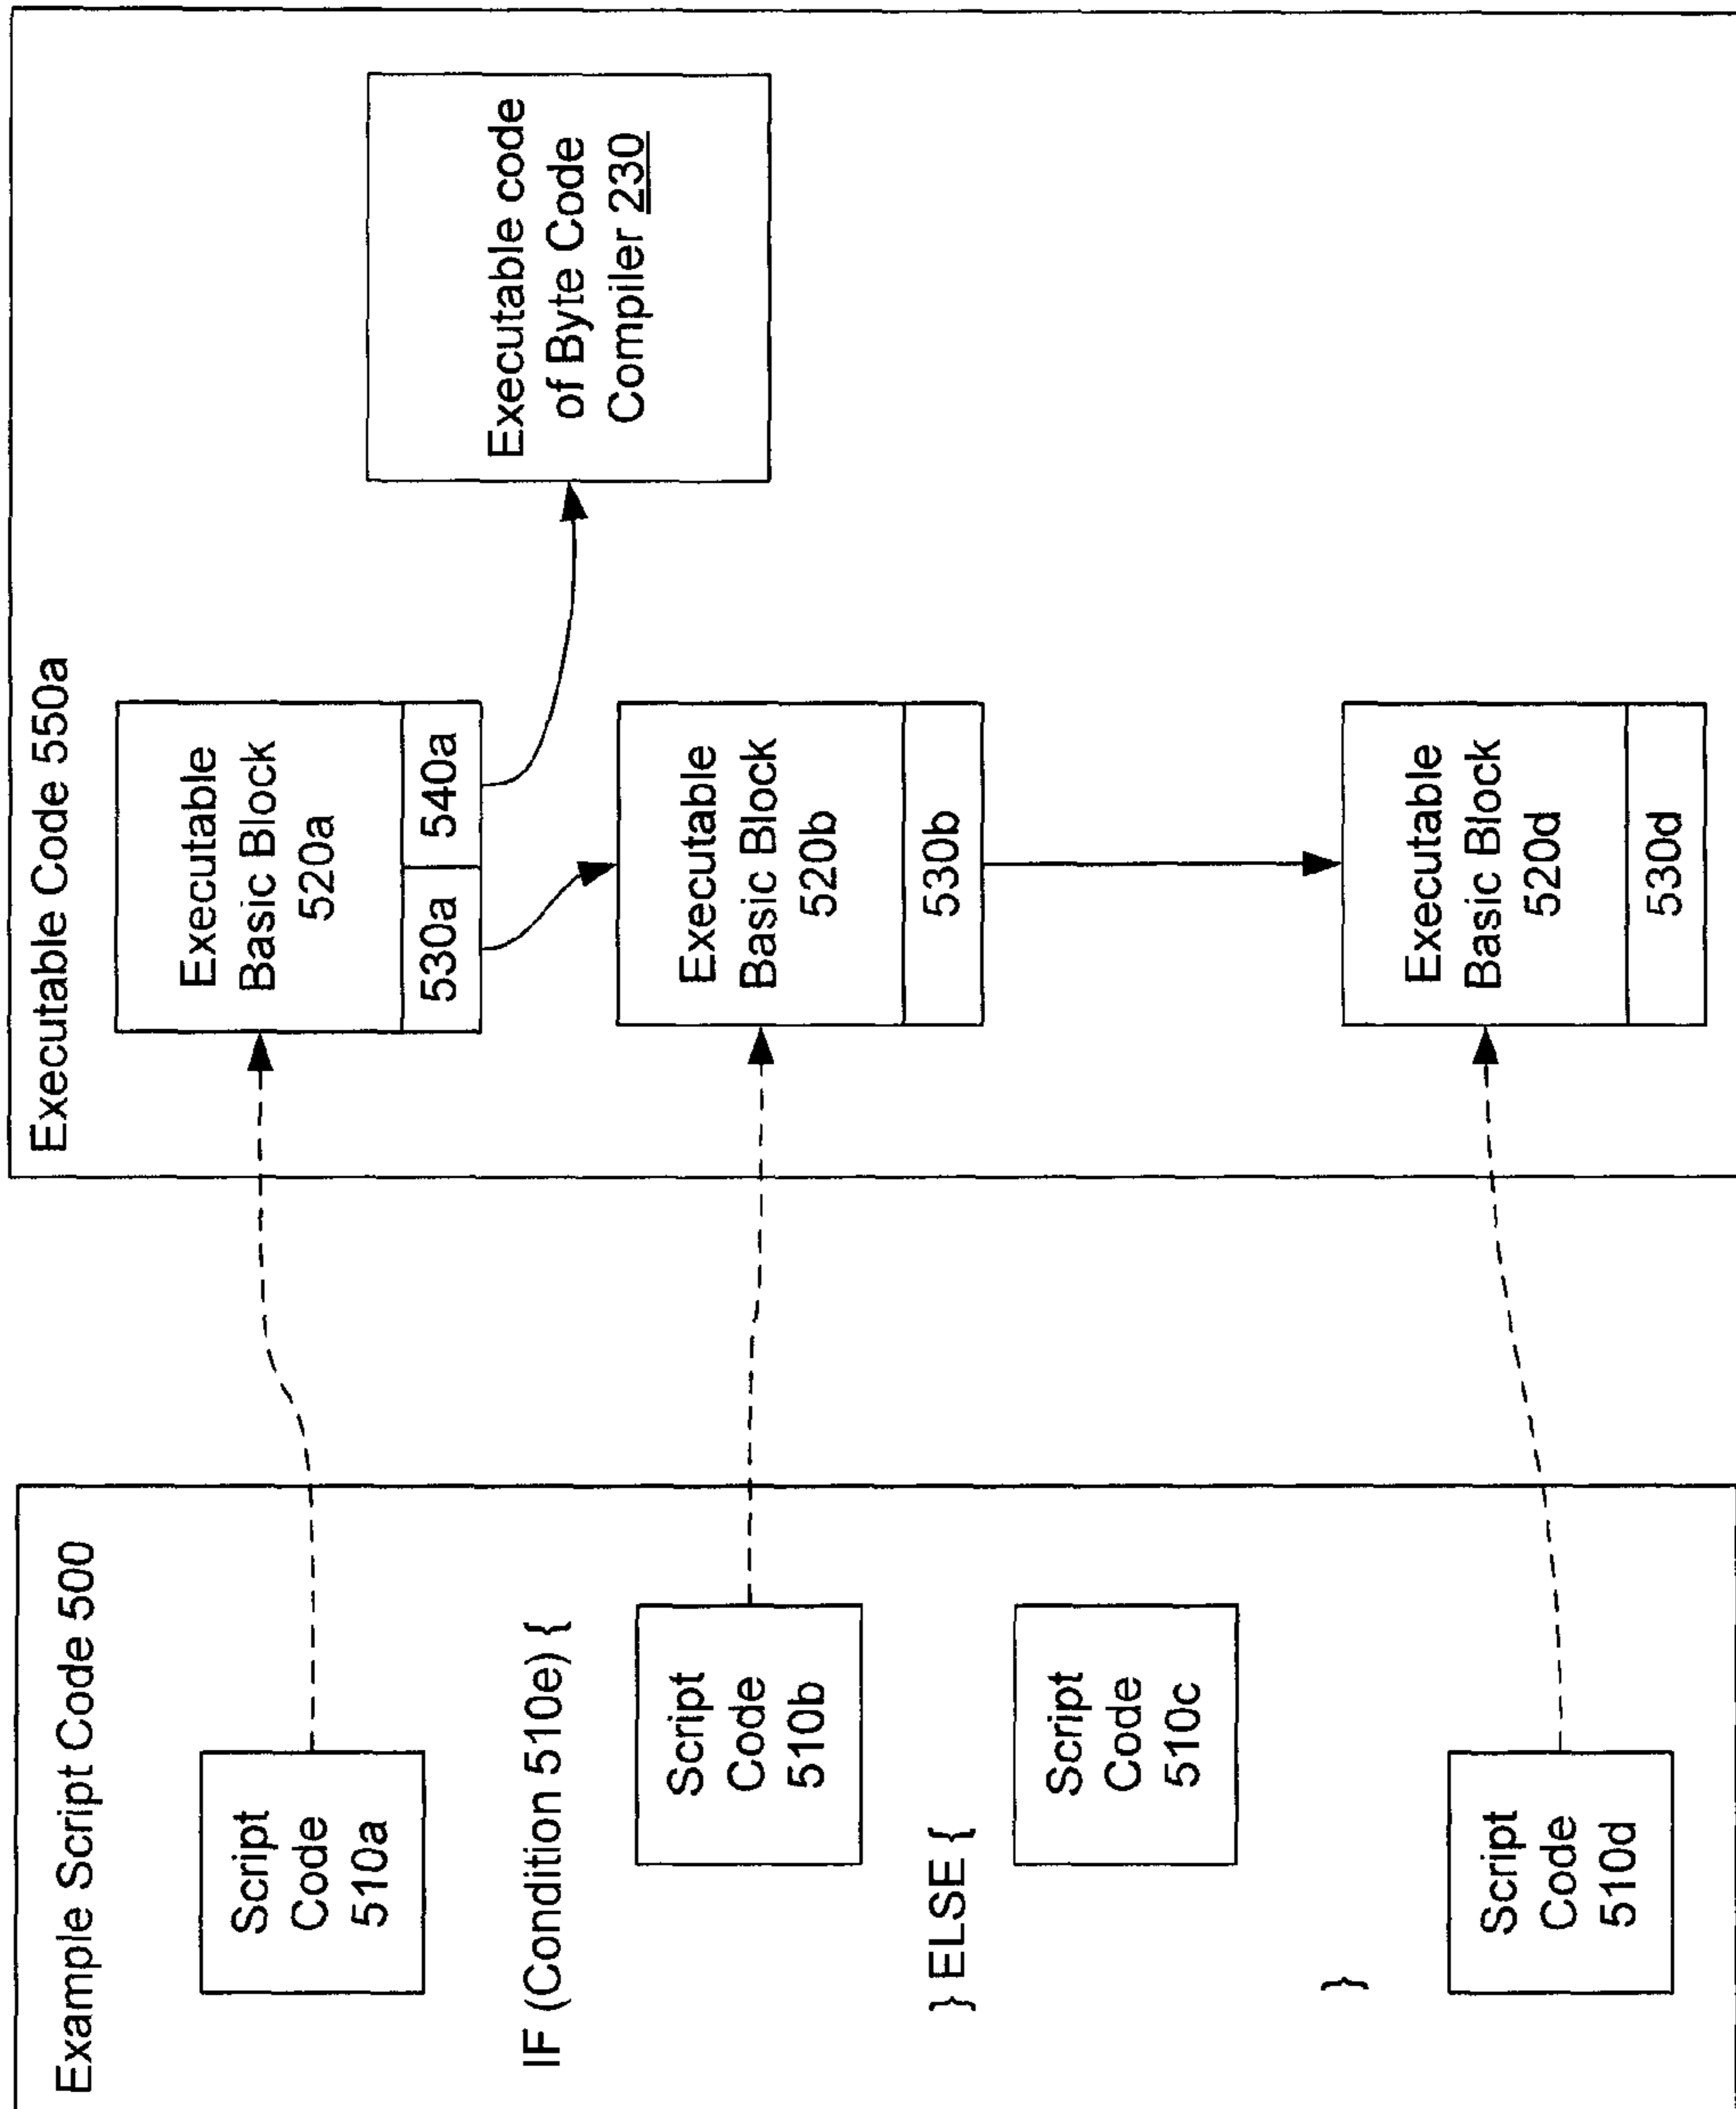 Example Script Code 500
Script
Code
510a
IF (Condition 510e) {
Script
Code
510b
} ELSE {
Script
Code
510c
}
Script
Code
510d
Executable Code 550a
Executable
Basic Block
520a
530a
540a
Executable code
of Byte Code
Compiler 230
Executable
Basic Block
520b
530b
Executable
Basic Block
520d
530d